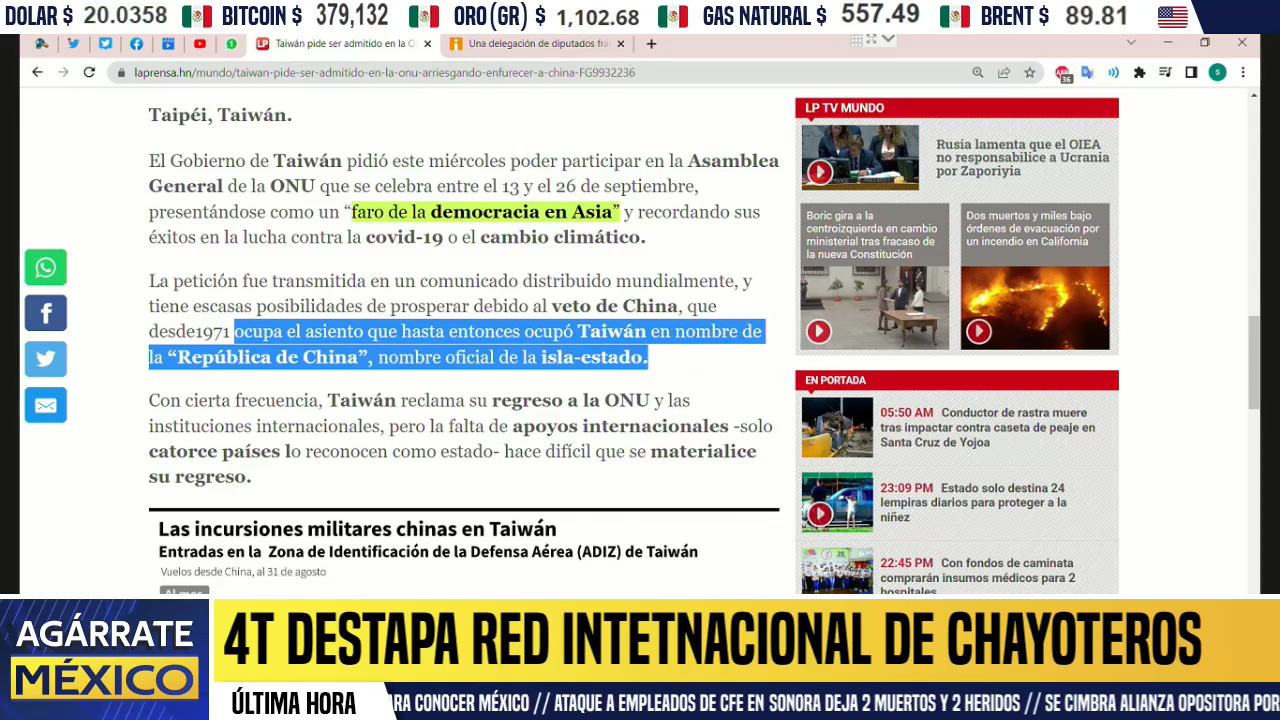 DOLAR $ 20.0358
BITCOIN $ 379,132
ORO(GR) $ 1,102.68
GAS NATURAL $ 557.49
BRENT $ 89.81
Taiwán pide ser admitido en la O
Una delegación de diputados fra
laprensa.hn/mundo/taiwan-pide-ser-admitido-en-la-onu-arriesgando-enfurecer-a-china-FG9932236
36
S
Taipéi, Taiwán.
El Gobierno de Taiwán pidió este miércoles poder participar en la Asamblea
General de la ONU que se celebra entre el 13 y el 26 de septiembre,
presentándose como un “faro de la democracia en Asia” y recordando sus
éxitos en la lucha contra la covid-19 o el cambio climático.
La petición fue transmitida en un comunicado distribuido mundialmente, y
tiene escasas posibilidades de prosperar debido al veto de China, que
desde1971 ocupa el asiento que hasta entonces ocupó Taiwán en nombre de
la “República de China”, nombre oficial de la isla-estado.
Con cierta frecuencia, Taiwán reclama su regreso a la ONU y las
instituciones internacionales, pero la falta de apoyos internacionales -solo
catorce países lo reconocen como estado- hace difícil que se materialice
su regreso.
Las incursiones militares chinas en Taiwán
Entradas en la Zona de Identificación de la Defensa Aérea (ADIZ) de Taiwán
Vuelos desde China, al 31 de agosto
Al mes
LP TV MUNDO
Rusia lamenta que el OIEA
no responsabilice a Ucrania
por Zaporiyia
Boric gira a la
centroizquierda en cambio
ministerial tras fracaso de
la nueva Constitución
Dos muertos y miles bajo
órdenes de evacuación por
un incendio en California
EN PORTADA
05:50 AM Conductor de rastra muere
tras impactar contra caseta de peaje en
Santa Cruz de Yojoa
23:09 PM Estado solo destina 24
lempiras diarios para proteger a la
niñez
22:45 PM Con fondos de caminata
comprarán insumos médicos para 2
hospitales
AGÁRRATE
MÉXICO
4T DESTAPA RED INTETNACIONAL DE CHAYOTEROS
ÚLTIMA HORA
ARA CONOCER MÉXICO // ATAQUE A EMPLEADOS DE CFE EN SONORA DEJA 2 MUERTOS Y 2 HERIDOS // SE CIMBRA ALIANZA OPOSITORA POR